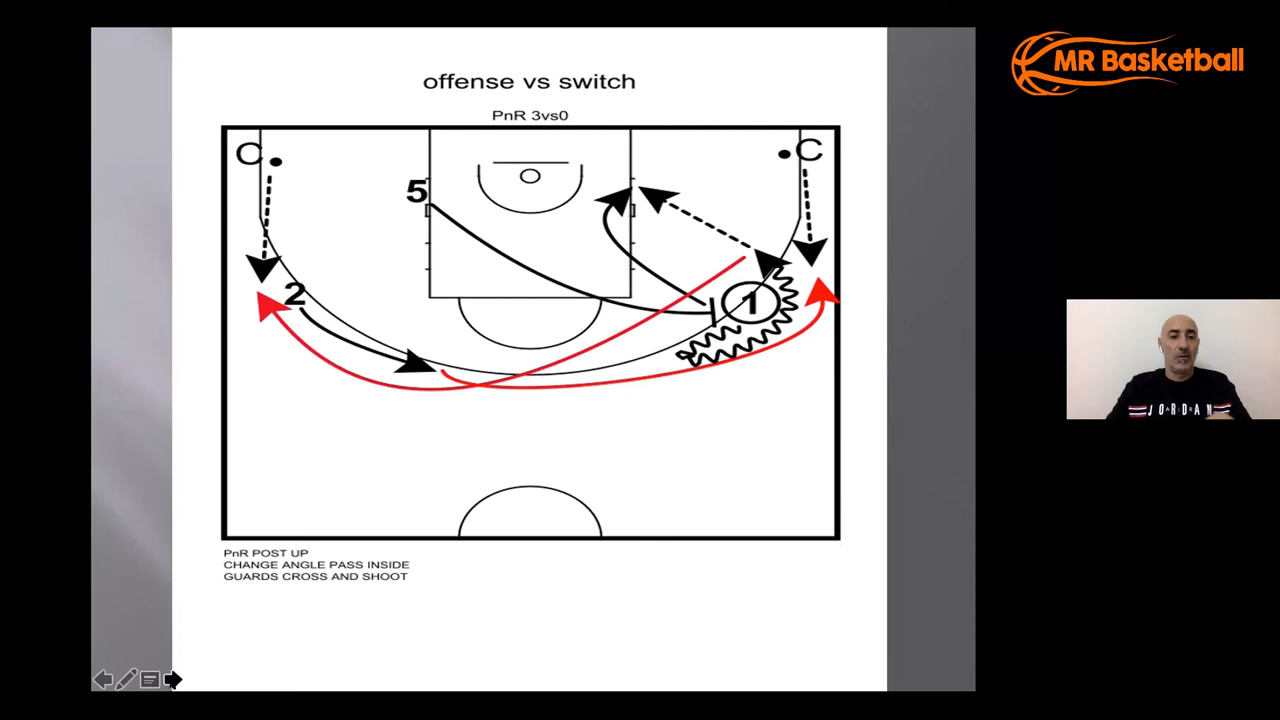 offense vs switch
MR Basketball
PnR 3vs0
C
C
5
2
1
JORDAN
PnR POST UP
CHANGE ANGLE PASS INSIDE
GUARDS CROSS AND SHOOT